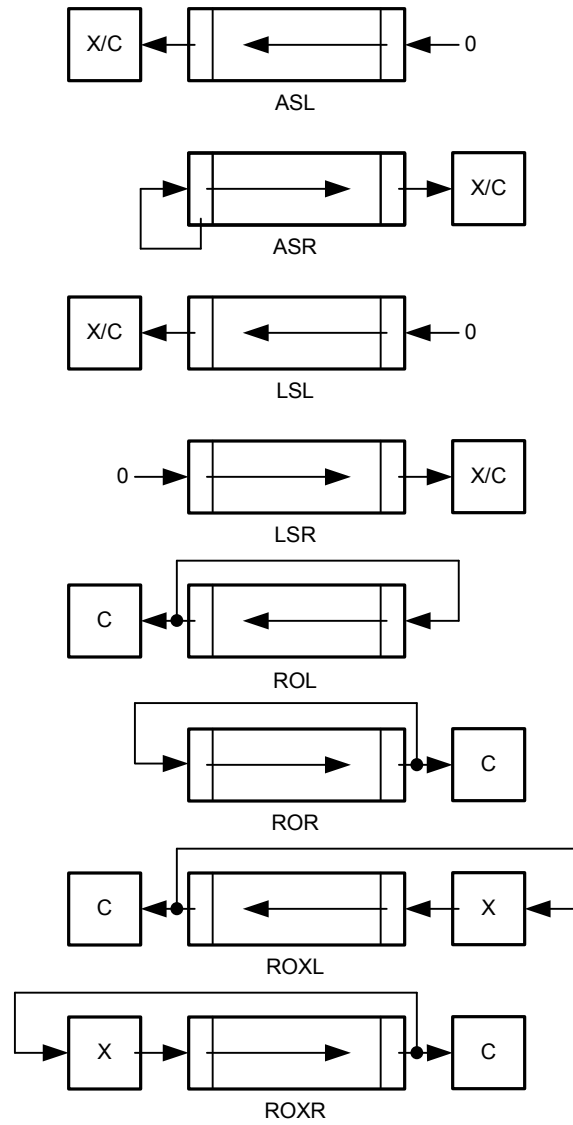 X/C 0
ASL
X/C
ASR
X/C 0
LSL
0 X/C
LSR
C
ROL
C
ROR
C X
ROXL
X C
ROXR